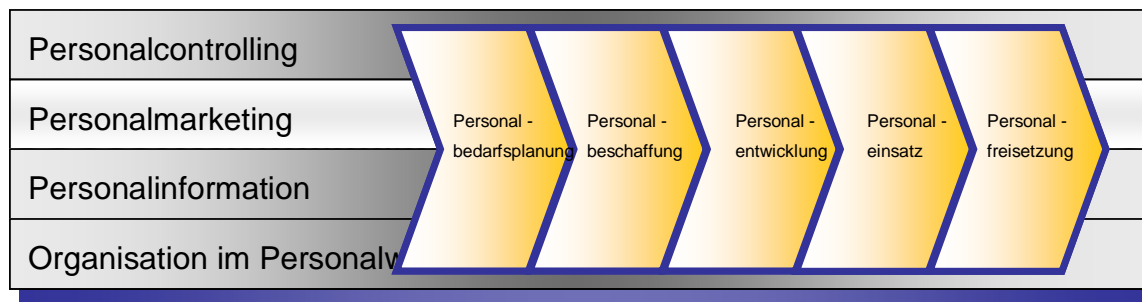 Personalcontrolling
Personalmarketing
Personalinformation
Organisation im Personalw
Personal -
bedarfsplanung
Personal -
beschaffung
Personal -
entwicklung
Personal -
einsatz
Personal -
freisetzung